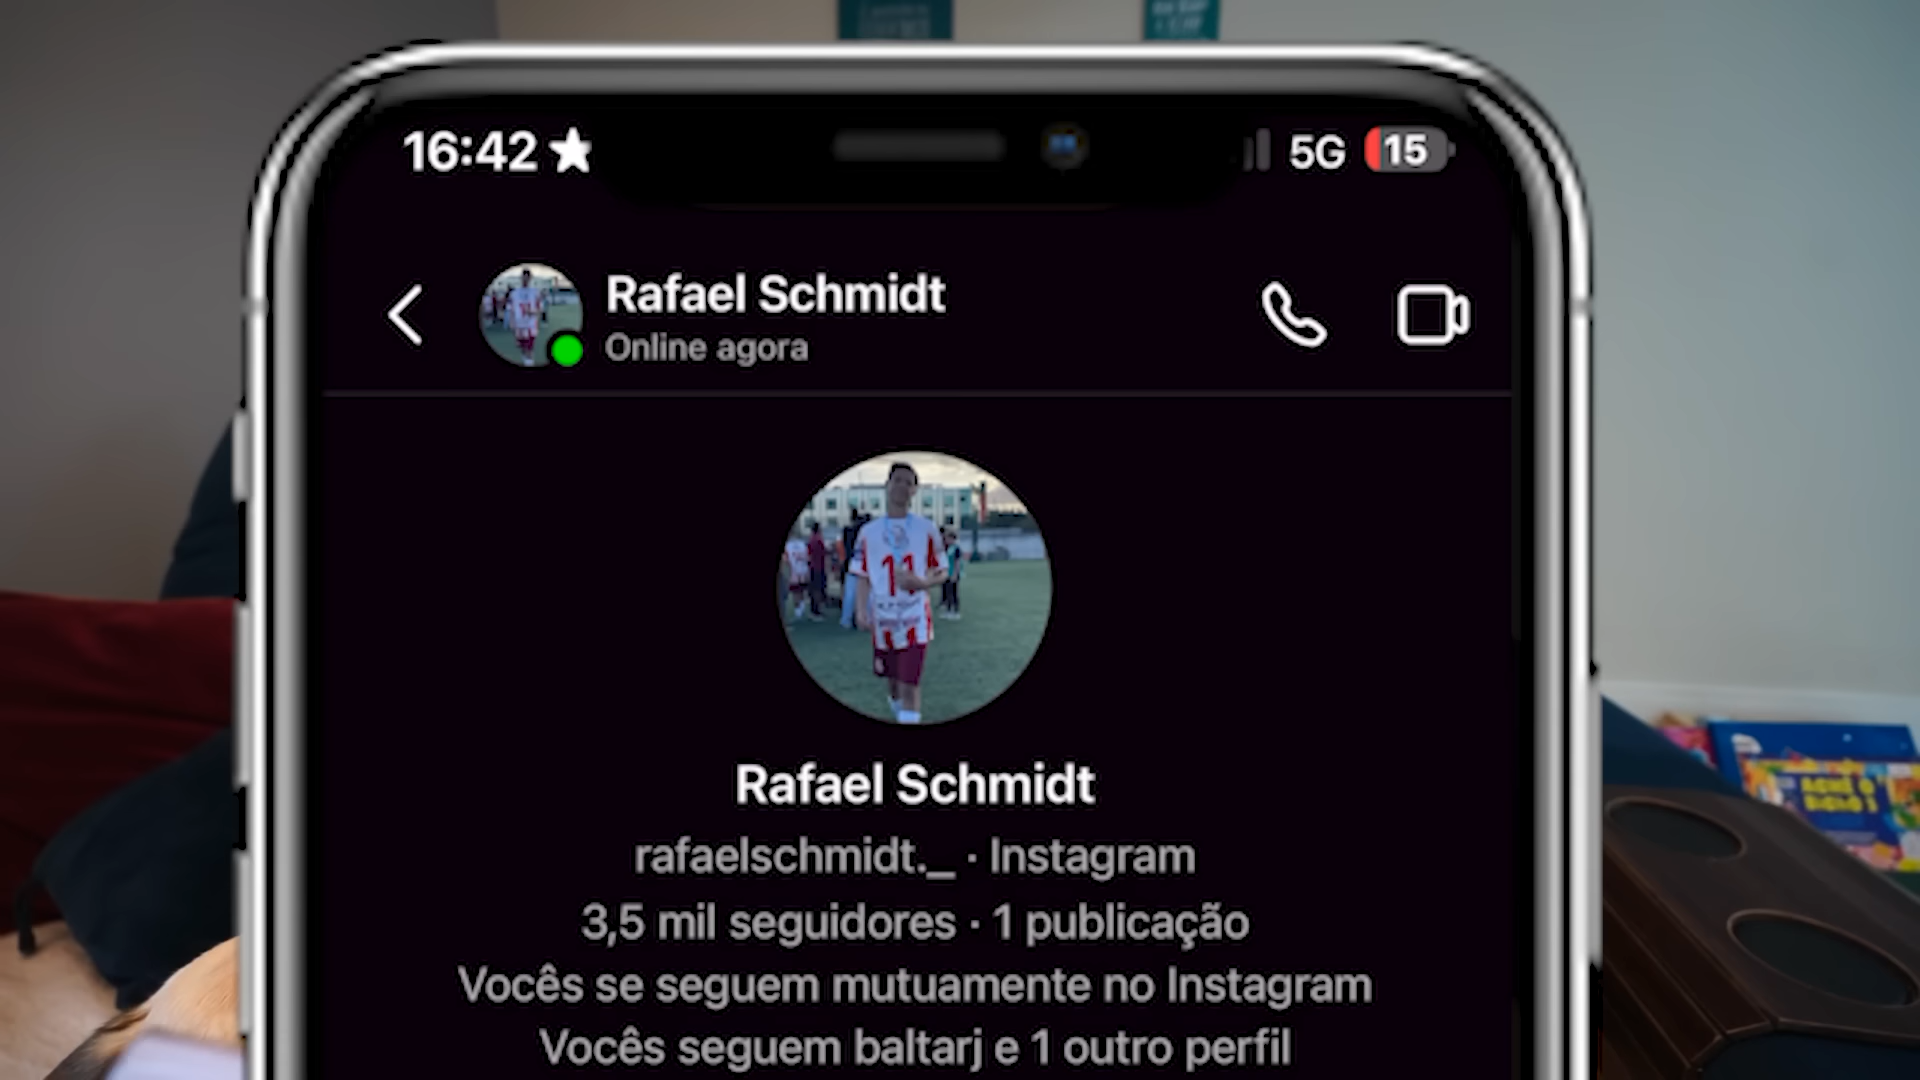 16:42
5G
15
Rafael Schmidt
Online agora
11
Rafael Schmidt
rafaelschmidt._ · Instagram
3,5 mil seguidores · 1 publicação
Vocês se seguem mutuamente no Instagram
Vocês seguem baltarj e 1 outro perfil